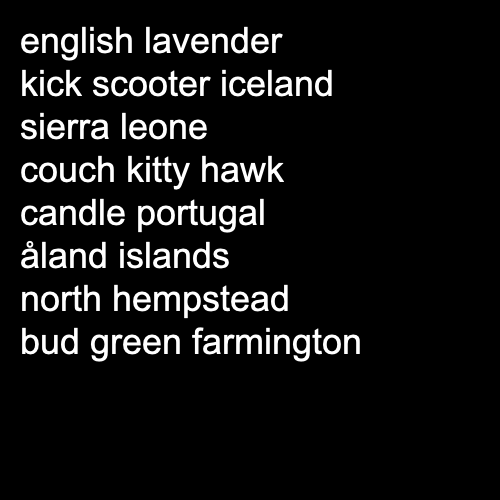 english lavender
kick scooter iceland
sierra leone
couch kitty hawk
candle portugal
åland islands
north hempstead
bud green farmington